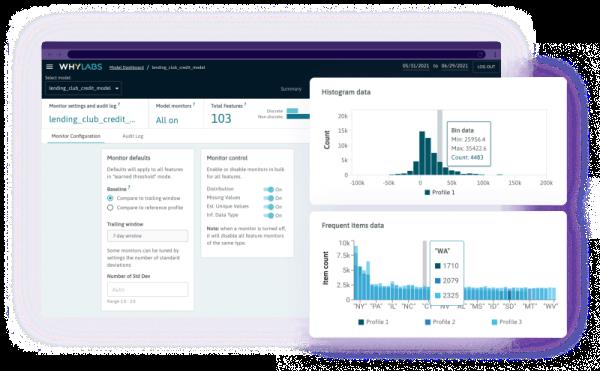 WHYLABS
Model Dashboard / lending_club_credit_model
05/31/2021 to 06/29/2021
LOG OUT
Select model
lending_club_credit_model
Summary
Monitor settings and audit log ?
lending_club_credit_...
Model monitors ?
All on
Total Features ?
103
Discrete
Non-discrete
Monitor Configuration
Audit Log
Monitor defaults
Defaults will apply to all features
in "learned threshold" mode.
Baseline ?
Compare to trailing window
Compare to reference profile
Trailing window
7-day window
Some monitors can be tuned by
settings the number of standard
deviations
Number of Std Dev
Auto
Monitor control
Enable or disable monitors in bulk
for all features.
Distribution On
Missing Values On
Est. Unique Values On
Inf. Data Type On
Note: when a monitor is turned off,
it will disable all feature monitors
of the same type.
Histogram data
Count
20k
15k
10k
5k
0
-100k
-50k
0
50k
100k
150k
200k
Bin data
Min: 25956.4
Max: 35422.6
Count: 4483
Profile 1
Frequent items data
Item count
10k
7.5k
5k
2.5k
0
"WA"
1710
2079
2325
"NY" "PA" "IL" "NC" "CT" "NV" "AL" "MS" "ID" "SD" "MT" "WV"
Profile 1
Profile 2
Profile 3